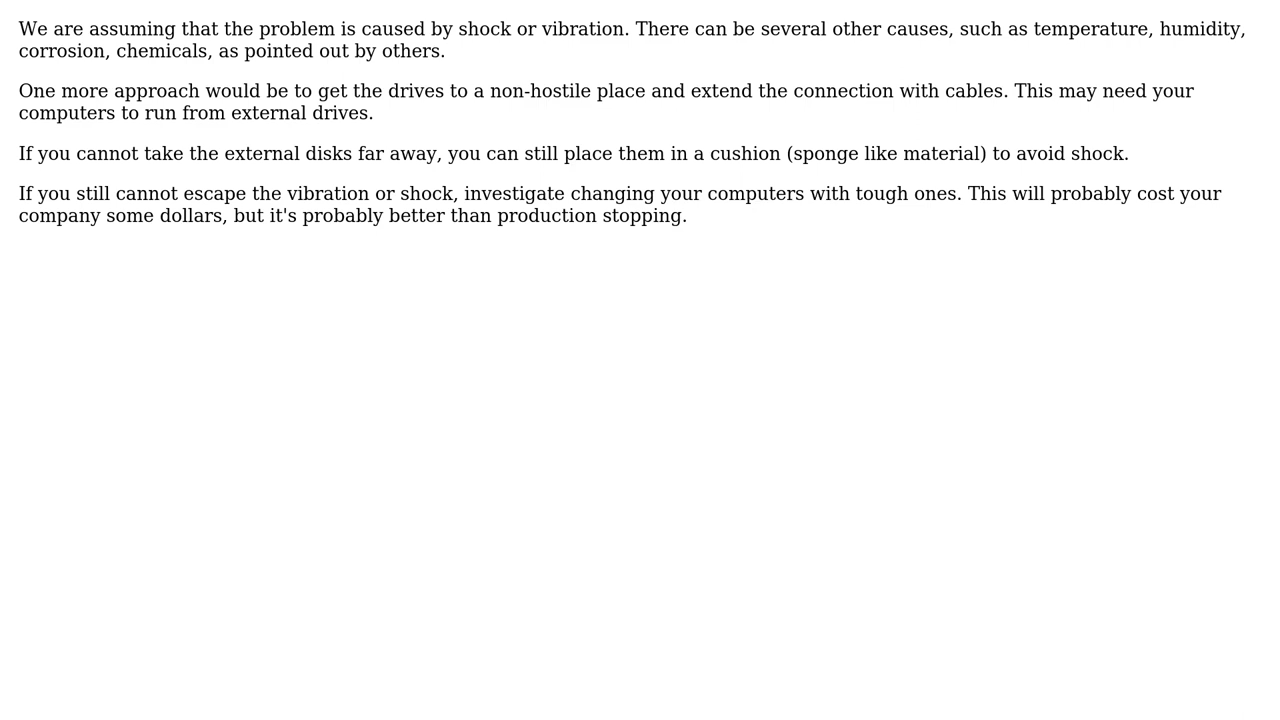 We are assuming that the problem is caused by shock or vibration. There can be several other causes, such as temperature, humidity,
corrosion, chemicals, as pointed out by others.
One more approach would be to get the drives to a non-hostile place and extend the connection with cables. This may need your
computers to run from external drives.
If you cannot take the external disks far away, you can still place them in a cushion (sponge like material) to avoid shock.
If you still cannot escape the vibration or shock, investigate changing your computers with tough ones. This will probably cost your
company some dollars, but it's probably better than production stopping.